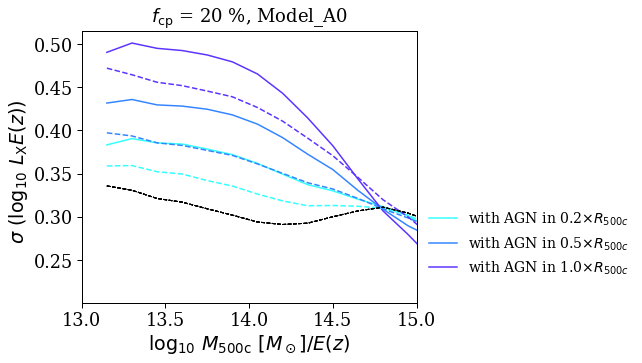 f_cp = 20 %, Model_A0
σ (log₁₀ L_X E(z))
0.50
0.45
0.40
0.35
0.30
0.25
13.0 13.5 14.0 14.5 15.0
log₁₀ M_500c [M_⊙]/E(z)
with AGN in 0.2×R_500c
with AGN in 0.5×R_500c
with AGN in 1.0×R_500c